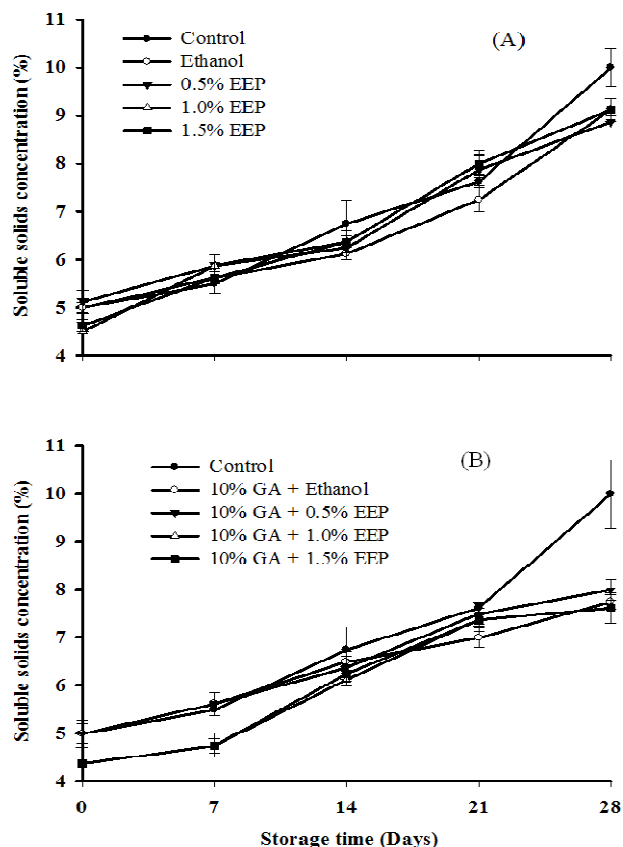 11
10
9
8
7
6
5
4
Soluble solids concentration (%)
Control
Ethanol
0.5% EEP
1.0% EEP
1.5% EEP
(A)
11
10
9
8
7
6
5
4
Soluble solids concentration (%)
Control
10% GA + Ethanol
10% GA + 0.5% EEP
10% GA + 1.0% EEP
10% GA + 1.5% EEP
(B)
0 7 14 21 28
Storage time (Days)